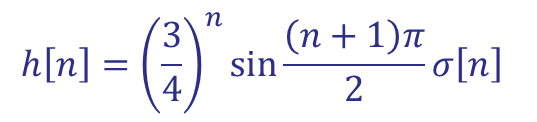 h[n] = (3/4)^n sin (n + 1)π/2 σ[n]